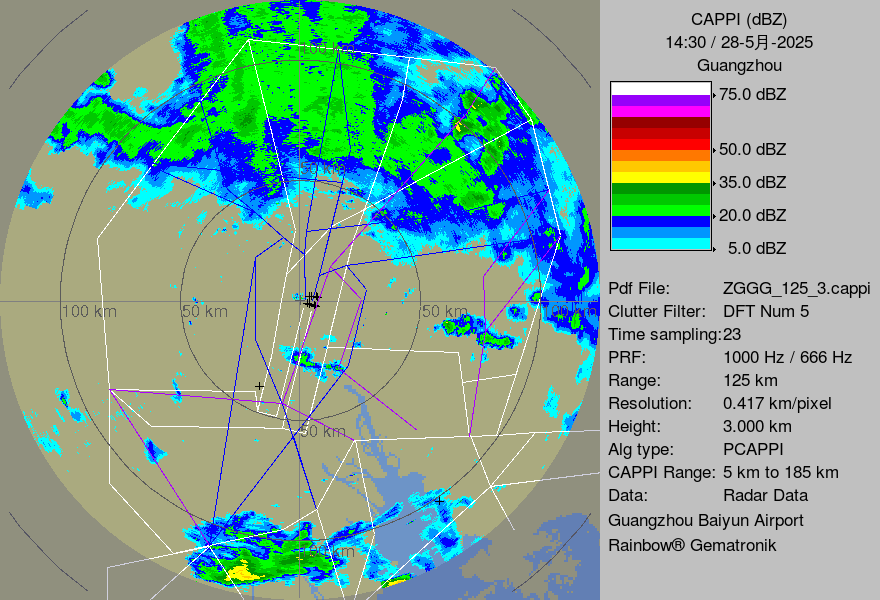 CAPPI (dBZ)
14:30 / 28-5月-2025
Guangzhou
75.0 dBZ
50.0 dBZ
35.0 dBZ
20.0 dBZ
5.0 dBZ
Pdf File: ZGGG_125_3.cappi
Clutter Filter: DFT Num 5
Time sampling:23
PRF: 1000 Hz / 666 Hz
Range: 125 km
Resolution: 0.417 km/pixel
Height: 3.000 km
Alg type: PCAPPI
CAPPI Range: 5 km to 185 km
Data: Radar Data
Guangzhou Baiyun Airport
Rainbow® Gematronik
100 km
50 km
100 km
50 km
50 km
100 km
50 km
100 km